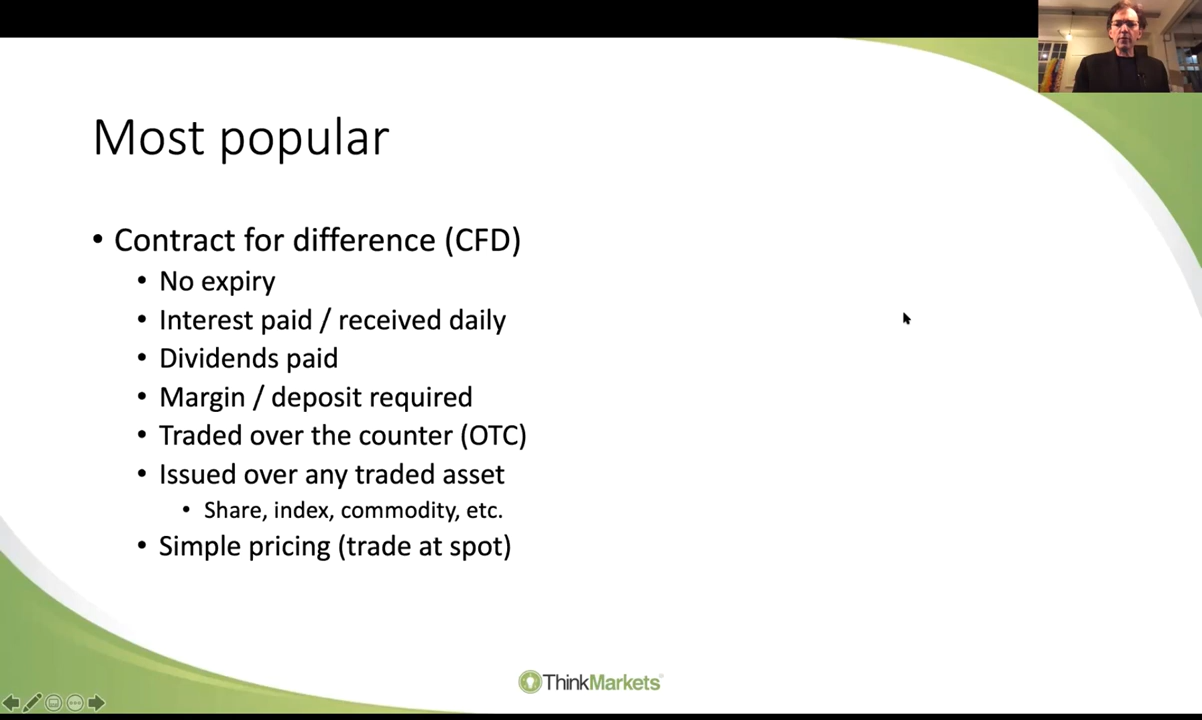 Most popular
• Contract for difference (CFD)
• No expiry
• Interest paid / received daily
• Dividends paid
• Margin / deposit required
• Traded over the counter (OTC)
• Issued over any traded asset
• Share, index, commodity, etc.
• Simple pricing (trade at spot)
ThinkMarkets